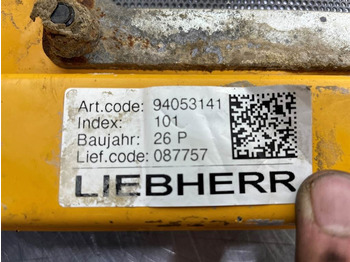 Art.code: 94053141
Index: 101
Baujahr: 26 P
Lief.code: 087757
LIEBHERR